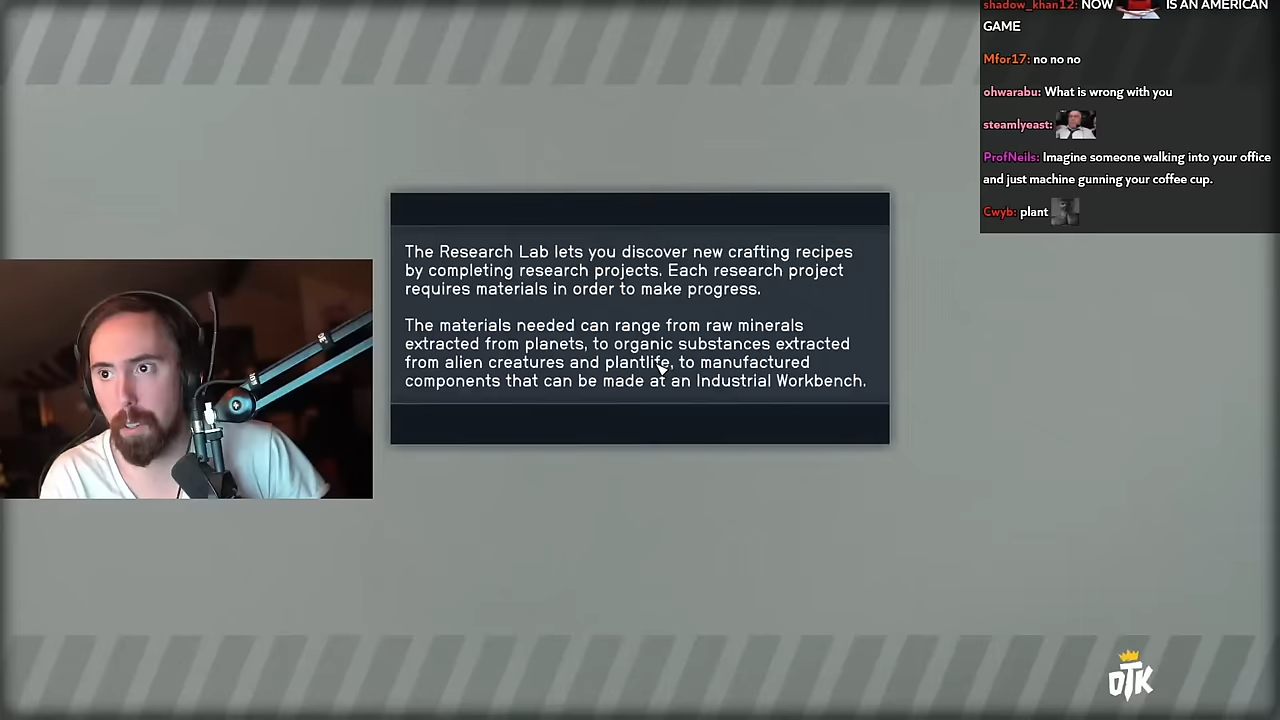 shadow_khan12: NOW IS AN AMERICAN
GAME
Mfor17: no no no
ohwarabu: What is wrong with you
steamlyeast:
ProfNeils: Imagine someone walking into your office
and just machine gunning your coffee cup.
Cwyb: plant
The Research Lab lets you discover new crafting recipes
by completing research projects. Each research project
requires materials in order to make progress.
The materials needed can range from raw minerals
extracted from planets, to organic substances extracted
from alien creatures and plantlife, to manufactured
components that can be made at an Industrial Workbench.
OTK